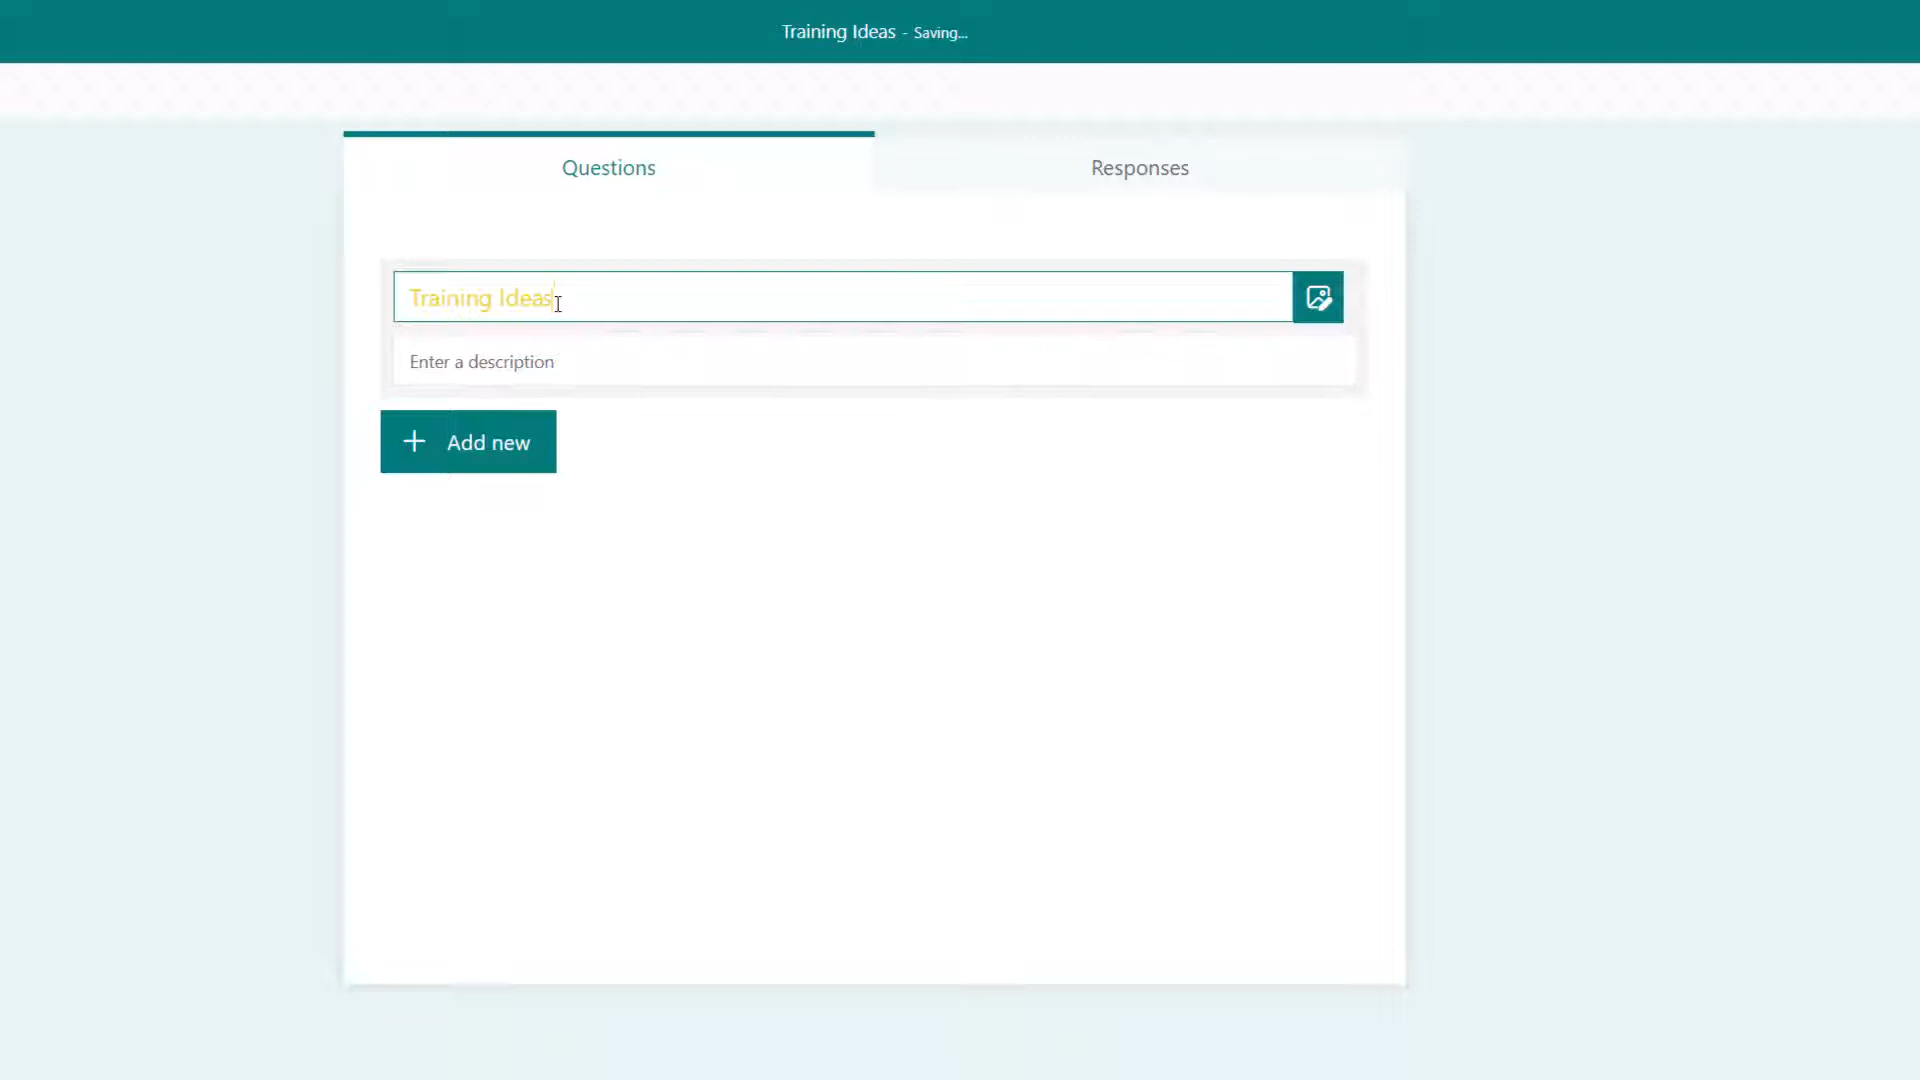 Training Ideas - Saving...
Questions
Responses
Training Ideas
Enter a description
Add new